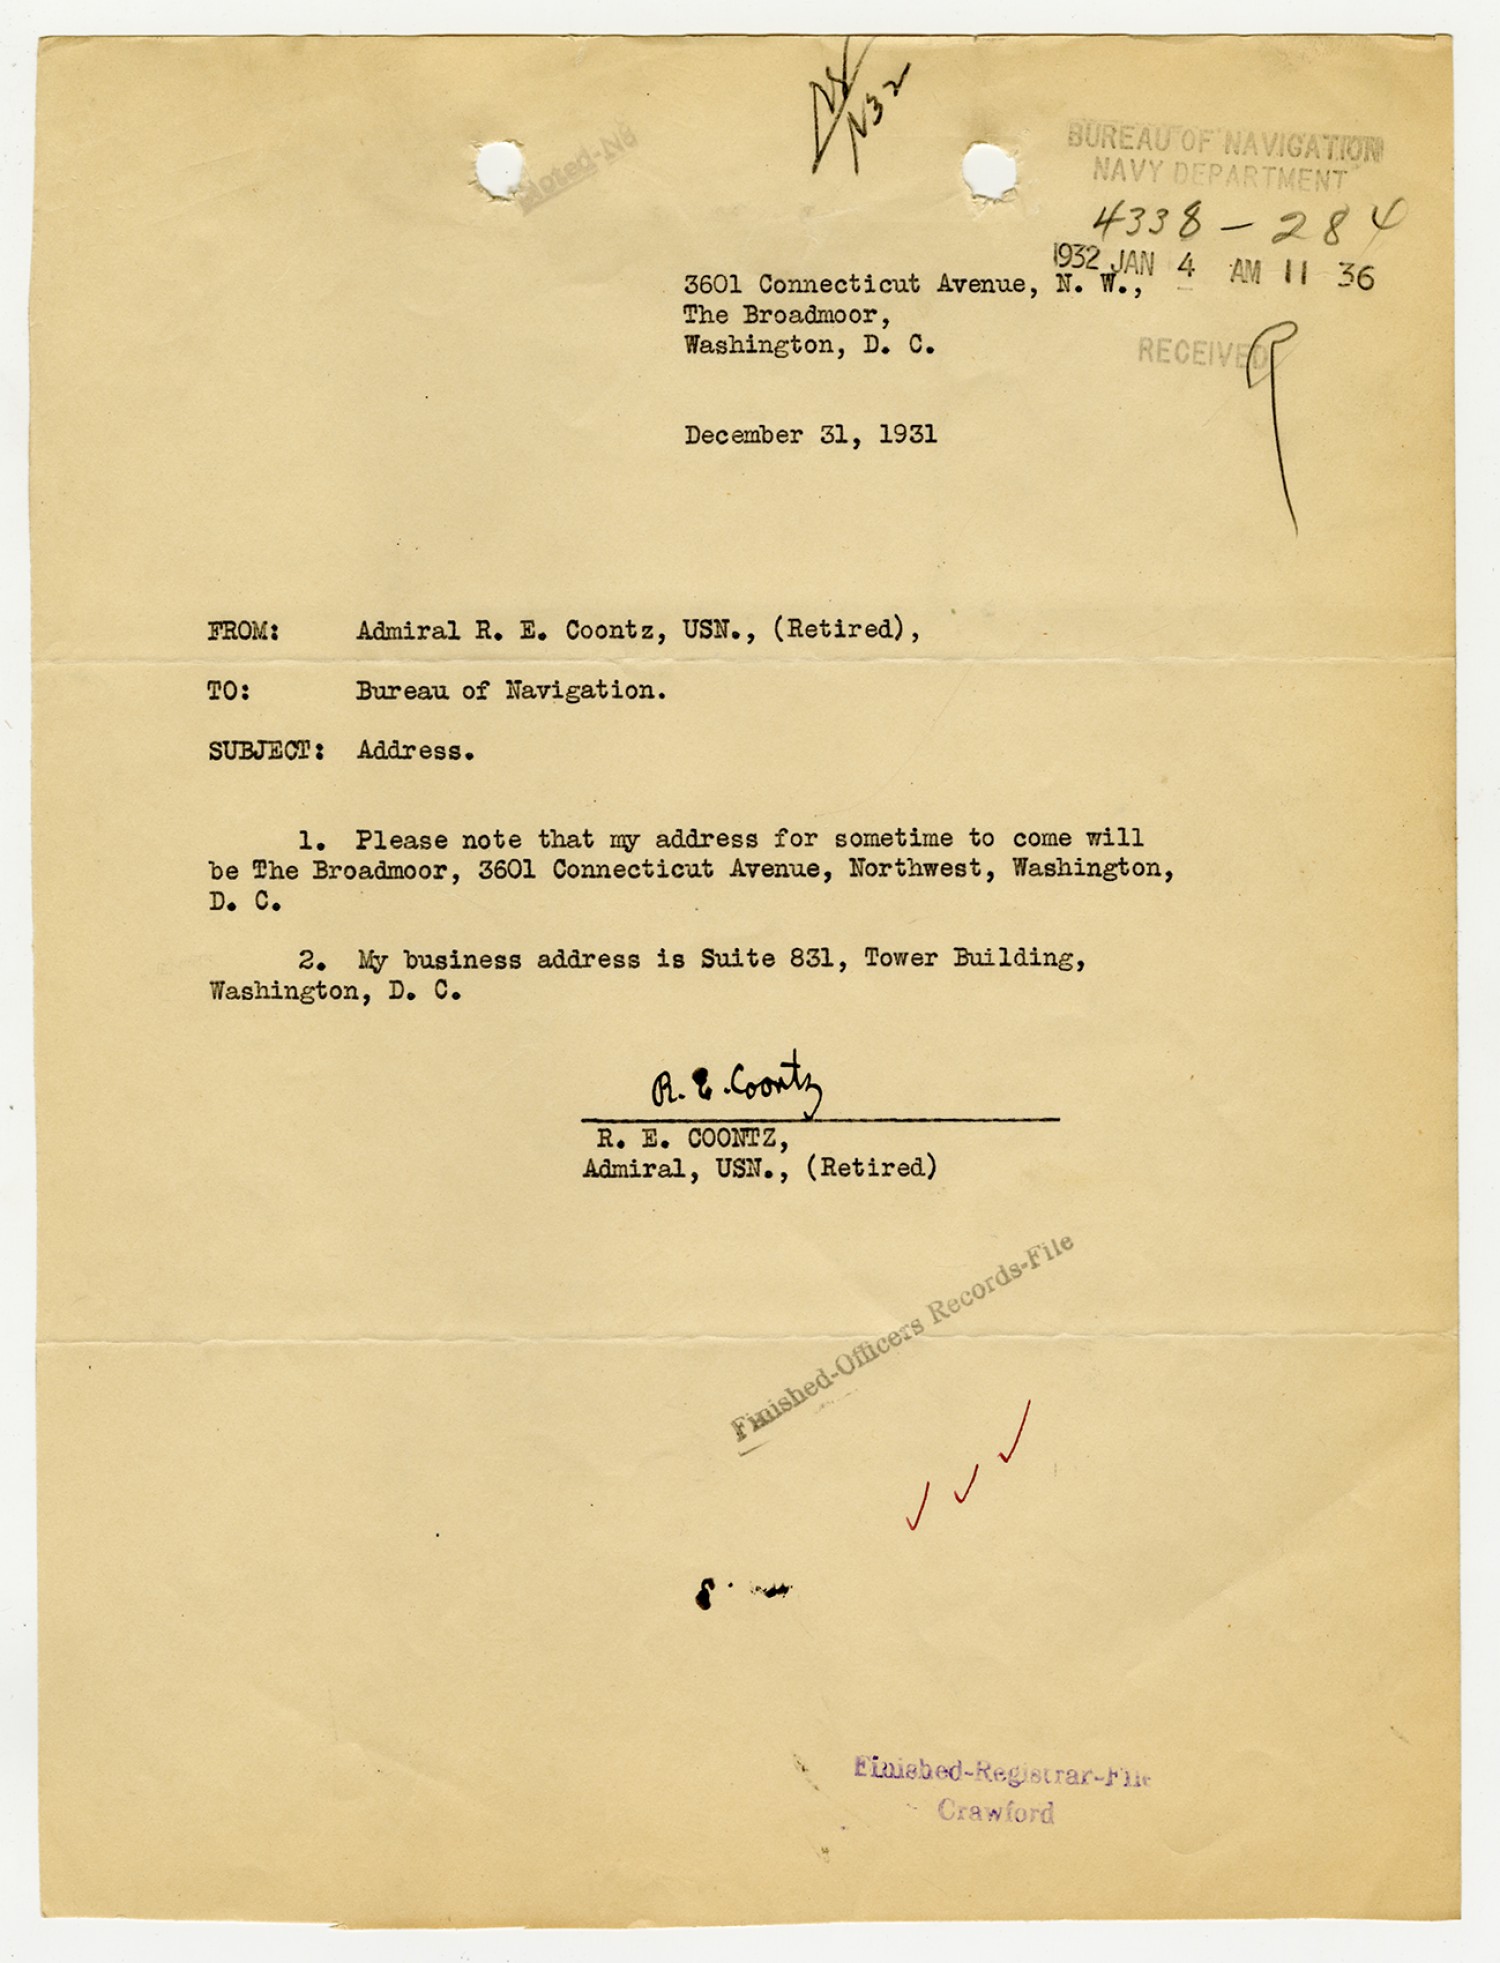 N32
Noted-N8
BUREAU OF NAVIGATION
NAVY DEPARTMENT
4338-284
1932 JAN 4 AM 11 36
RECEIVED
3601 Connecticut Avenue, N. W.,
The Broadmoor,
Washington, D. C.
December 31, 1931
FROM: Admiral R. E. Coontz, USN., (Retired),
TO: Bureau of Navigation.
SUBJECT: Address.
1. Please note that my address for sometime to come will
be The Broadmoor, 3601 Connecticut Avenue, Northwest, Washington,
D. C.
2. My business address is Suite 831, Tower Building,
Washington, D. C.
R. E. Coontz
R. E. COONTZ,
Admiral, USN., (Retired)
Finished-Officers Records-File
Finished-Registrar-File
Crawford